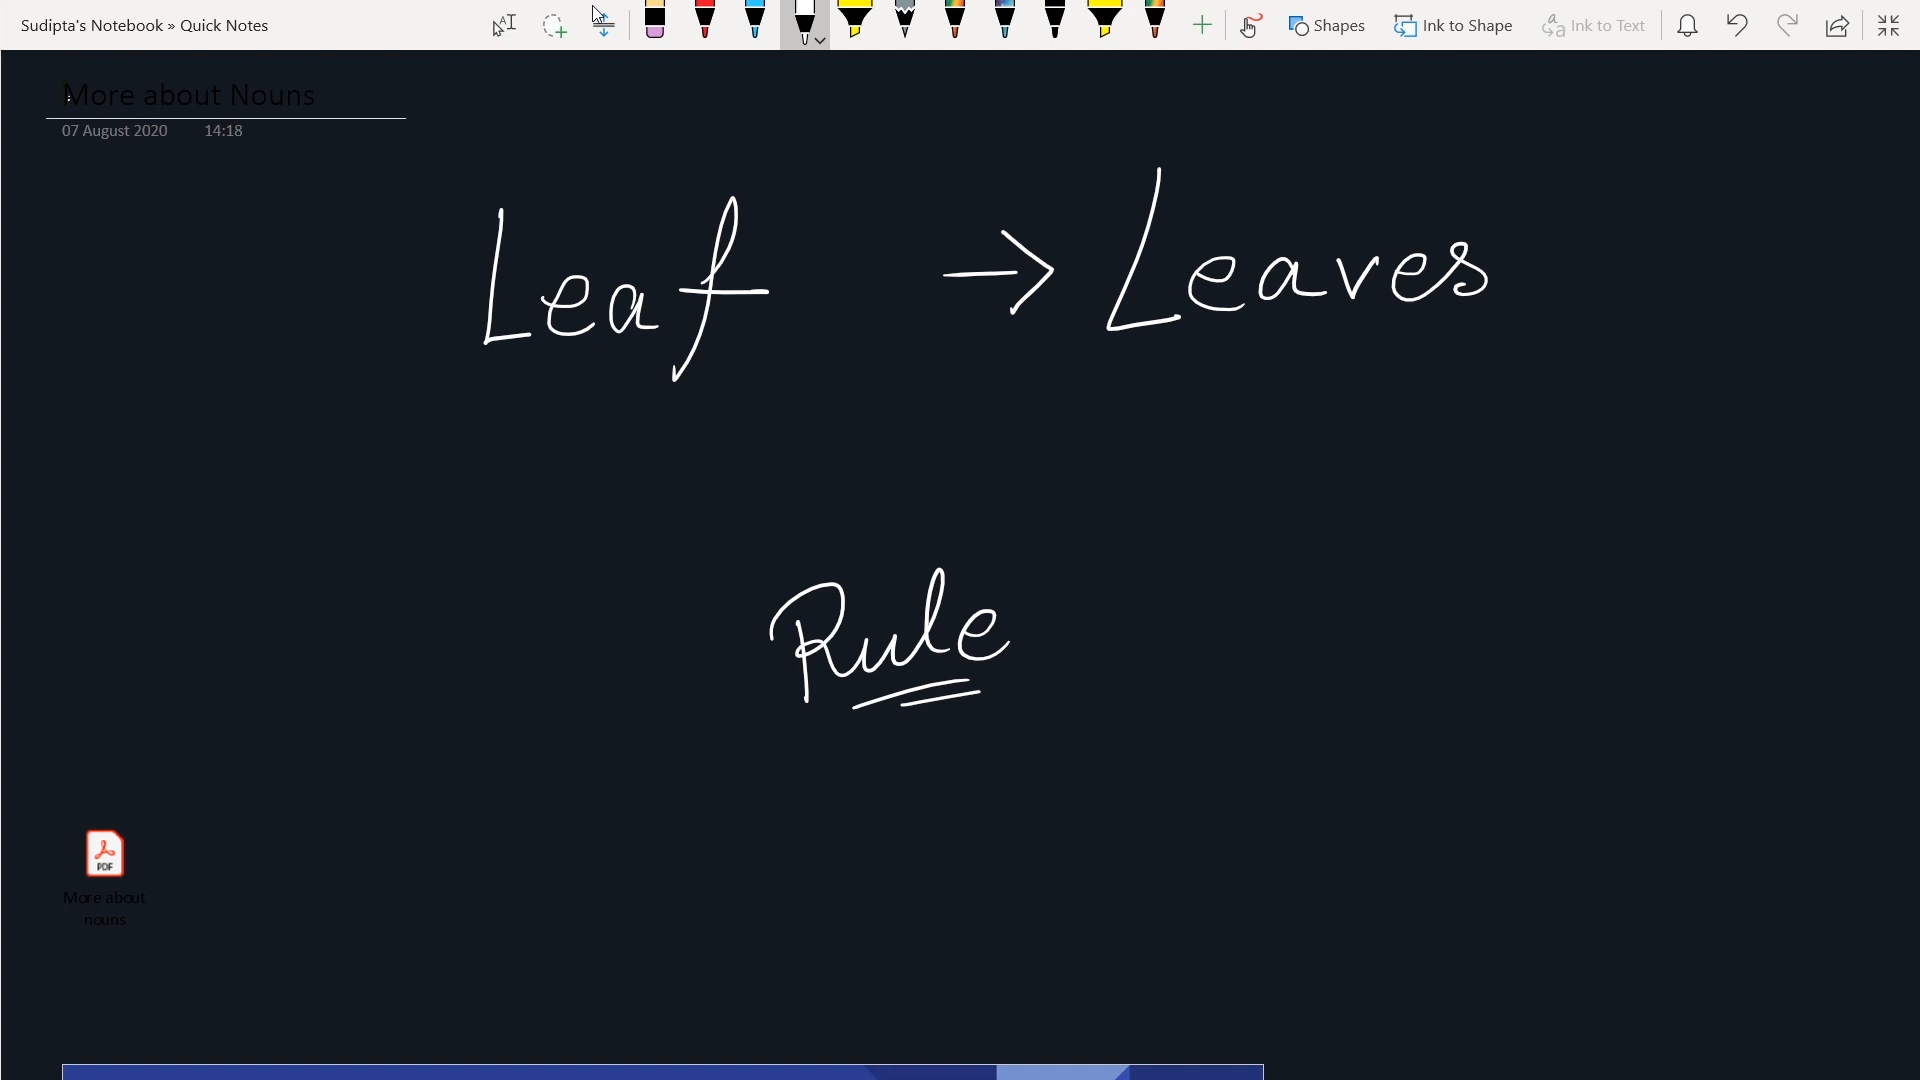 Sudipta's Notebook » Quick Notes
Shapes
Ink to Shape
Ink to Text
More about Nouns
07 August 2020 14:18
Leaf → Leaves
Rule
PDF
More about
nouns